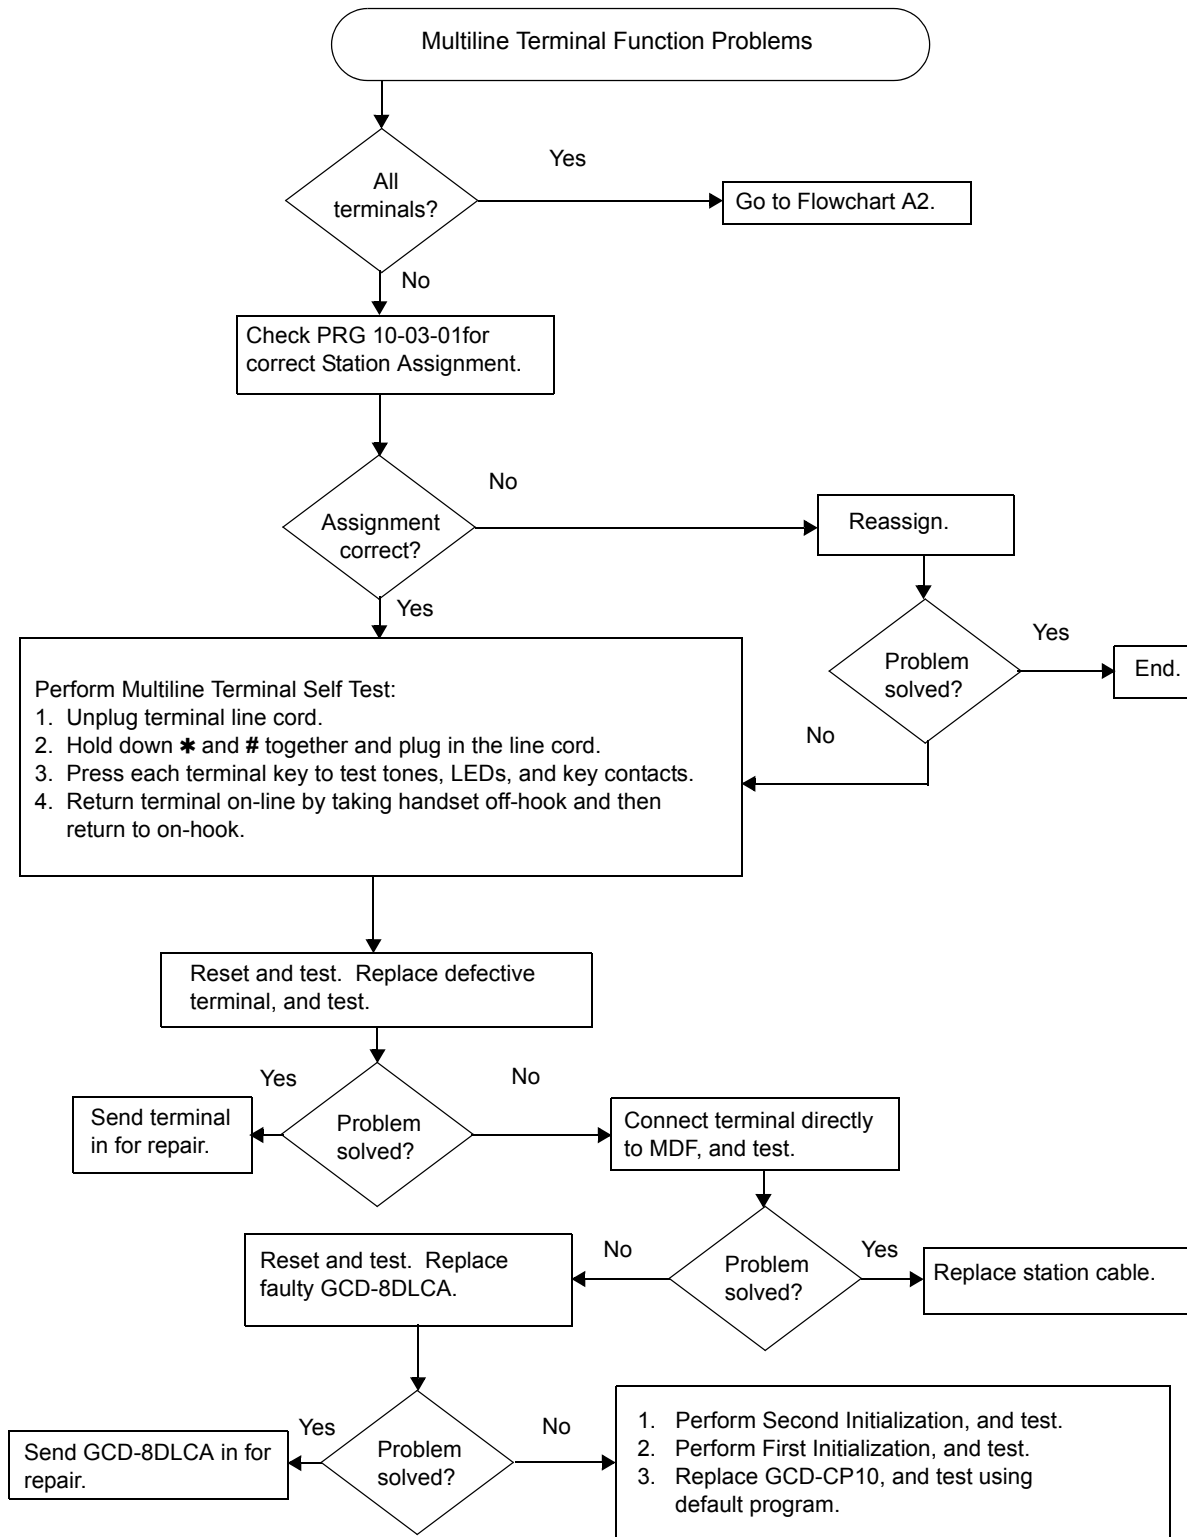 Multiline Terminal Function Problems
All
terminals?
Yes
Go to Flowchart A2.
No
Check PRG 10-03-01for
correct Station Assignment.
Assignment
correct?
No
Reassign.
Yes
Problem
solved?
Yes
End.
No
Perform Multiline Terminal Self Test:
1. Unplug terminal line cord.
2. Hold down ✱ and # together and plug in the line cord.
3. Press each terminal key to test tones, LEDs, and key contacts.
4. Return terminal on-line by taking handset off-hook and then
return to on-hook.
Reset and test. Replace defective
terminal, and test.
Problem
solved?
Yes
Send terminal
in for repair.
No
Connect terminal directly
to MDF, and test.
Problem
solved?
Yes
Replace station cable.
No
Reset and test. Replace
faulty GCD-8DLCA.
Problem
solved?
Yes
Send GCD-8DLCA in for
repair.
No
1. Perform Second Initialization, and test.
2. Perform First Initialization, and test.
3. Replace GCD-CP10, and test using
default program.